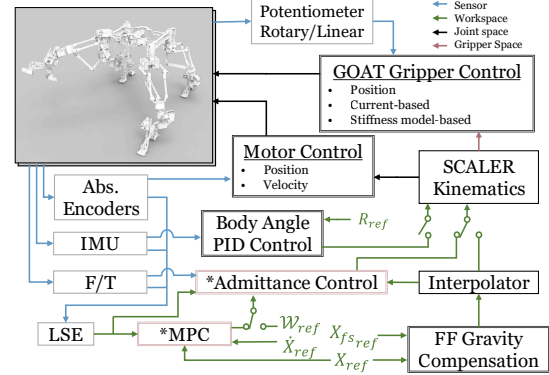 Potentiometer
Rotary/Linear
Sensor
Workspace
Joint space
Gripper Space
GOAT Gripper Control
• Position
• Current-based
• Stiffness model-based
Motor Control
• Position
• Velocity
SCALER
Kinematics
Abs.
Encoders
IMU
F/T
LSE
Body Angle
PID Control
R_ref
*Admittance Control
Interpolator
*MPC
𝒲_ref
Ẋ_ref
X_fs_ref
X_ref
FF Gravity
Compensation